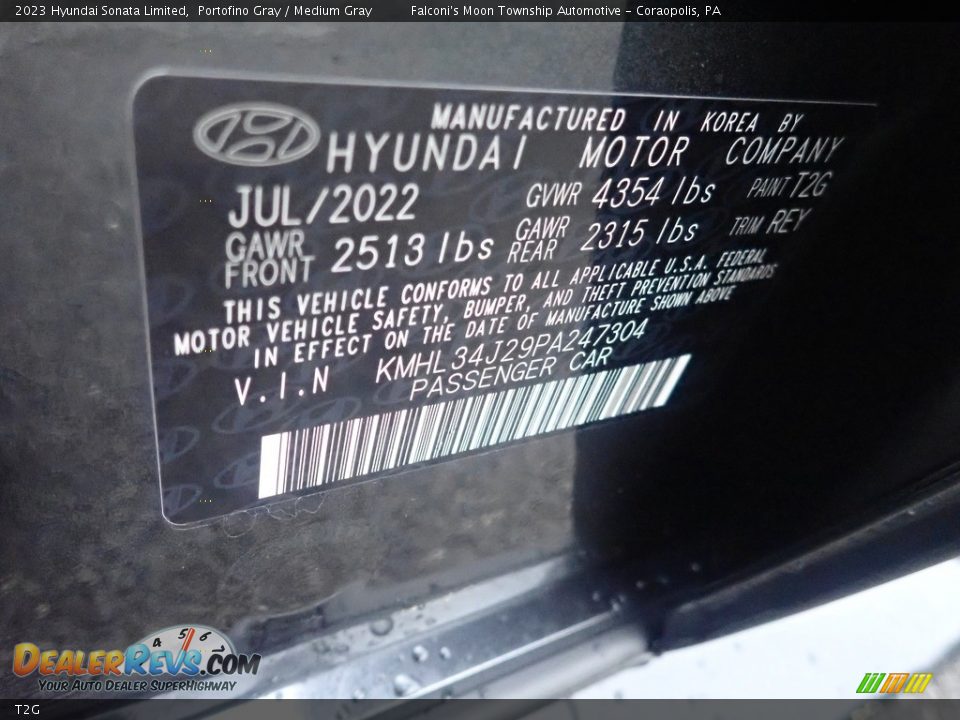 2023 Hyundai Sonata Limited, Portofino Gray / Medium Gray Falconi's Moon Township Automotive - Coraopolis, PA
MANUFACTURED IN KOREA BY
HYUNDAI MOTOR COMPANY
JUL/2022 GVWR 4354 lbs PAINT T2G
GAWR FRONT 2513 lbs GAWR REAR 2315 lbs TRIM REY
THIS VEHICLE CONFORMS TO ALL APPLICABLE U.S.A. FEDERAL
MOTOR VEHICLE SAFETY, BUMPER, AND THEFT PREVENTION STANDARDS
IN EFFECT ON THE DATE OF MANUFACTURE SHOWN ABOVE
V.I.N KMHL34J29PA247304
PASSENGER CAR
4 5 6
DEALERREVS.COM
YOUR AUTO DEALER SUPERHIGHWAY
T2G